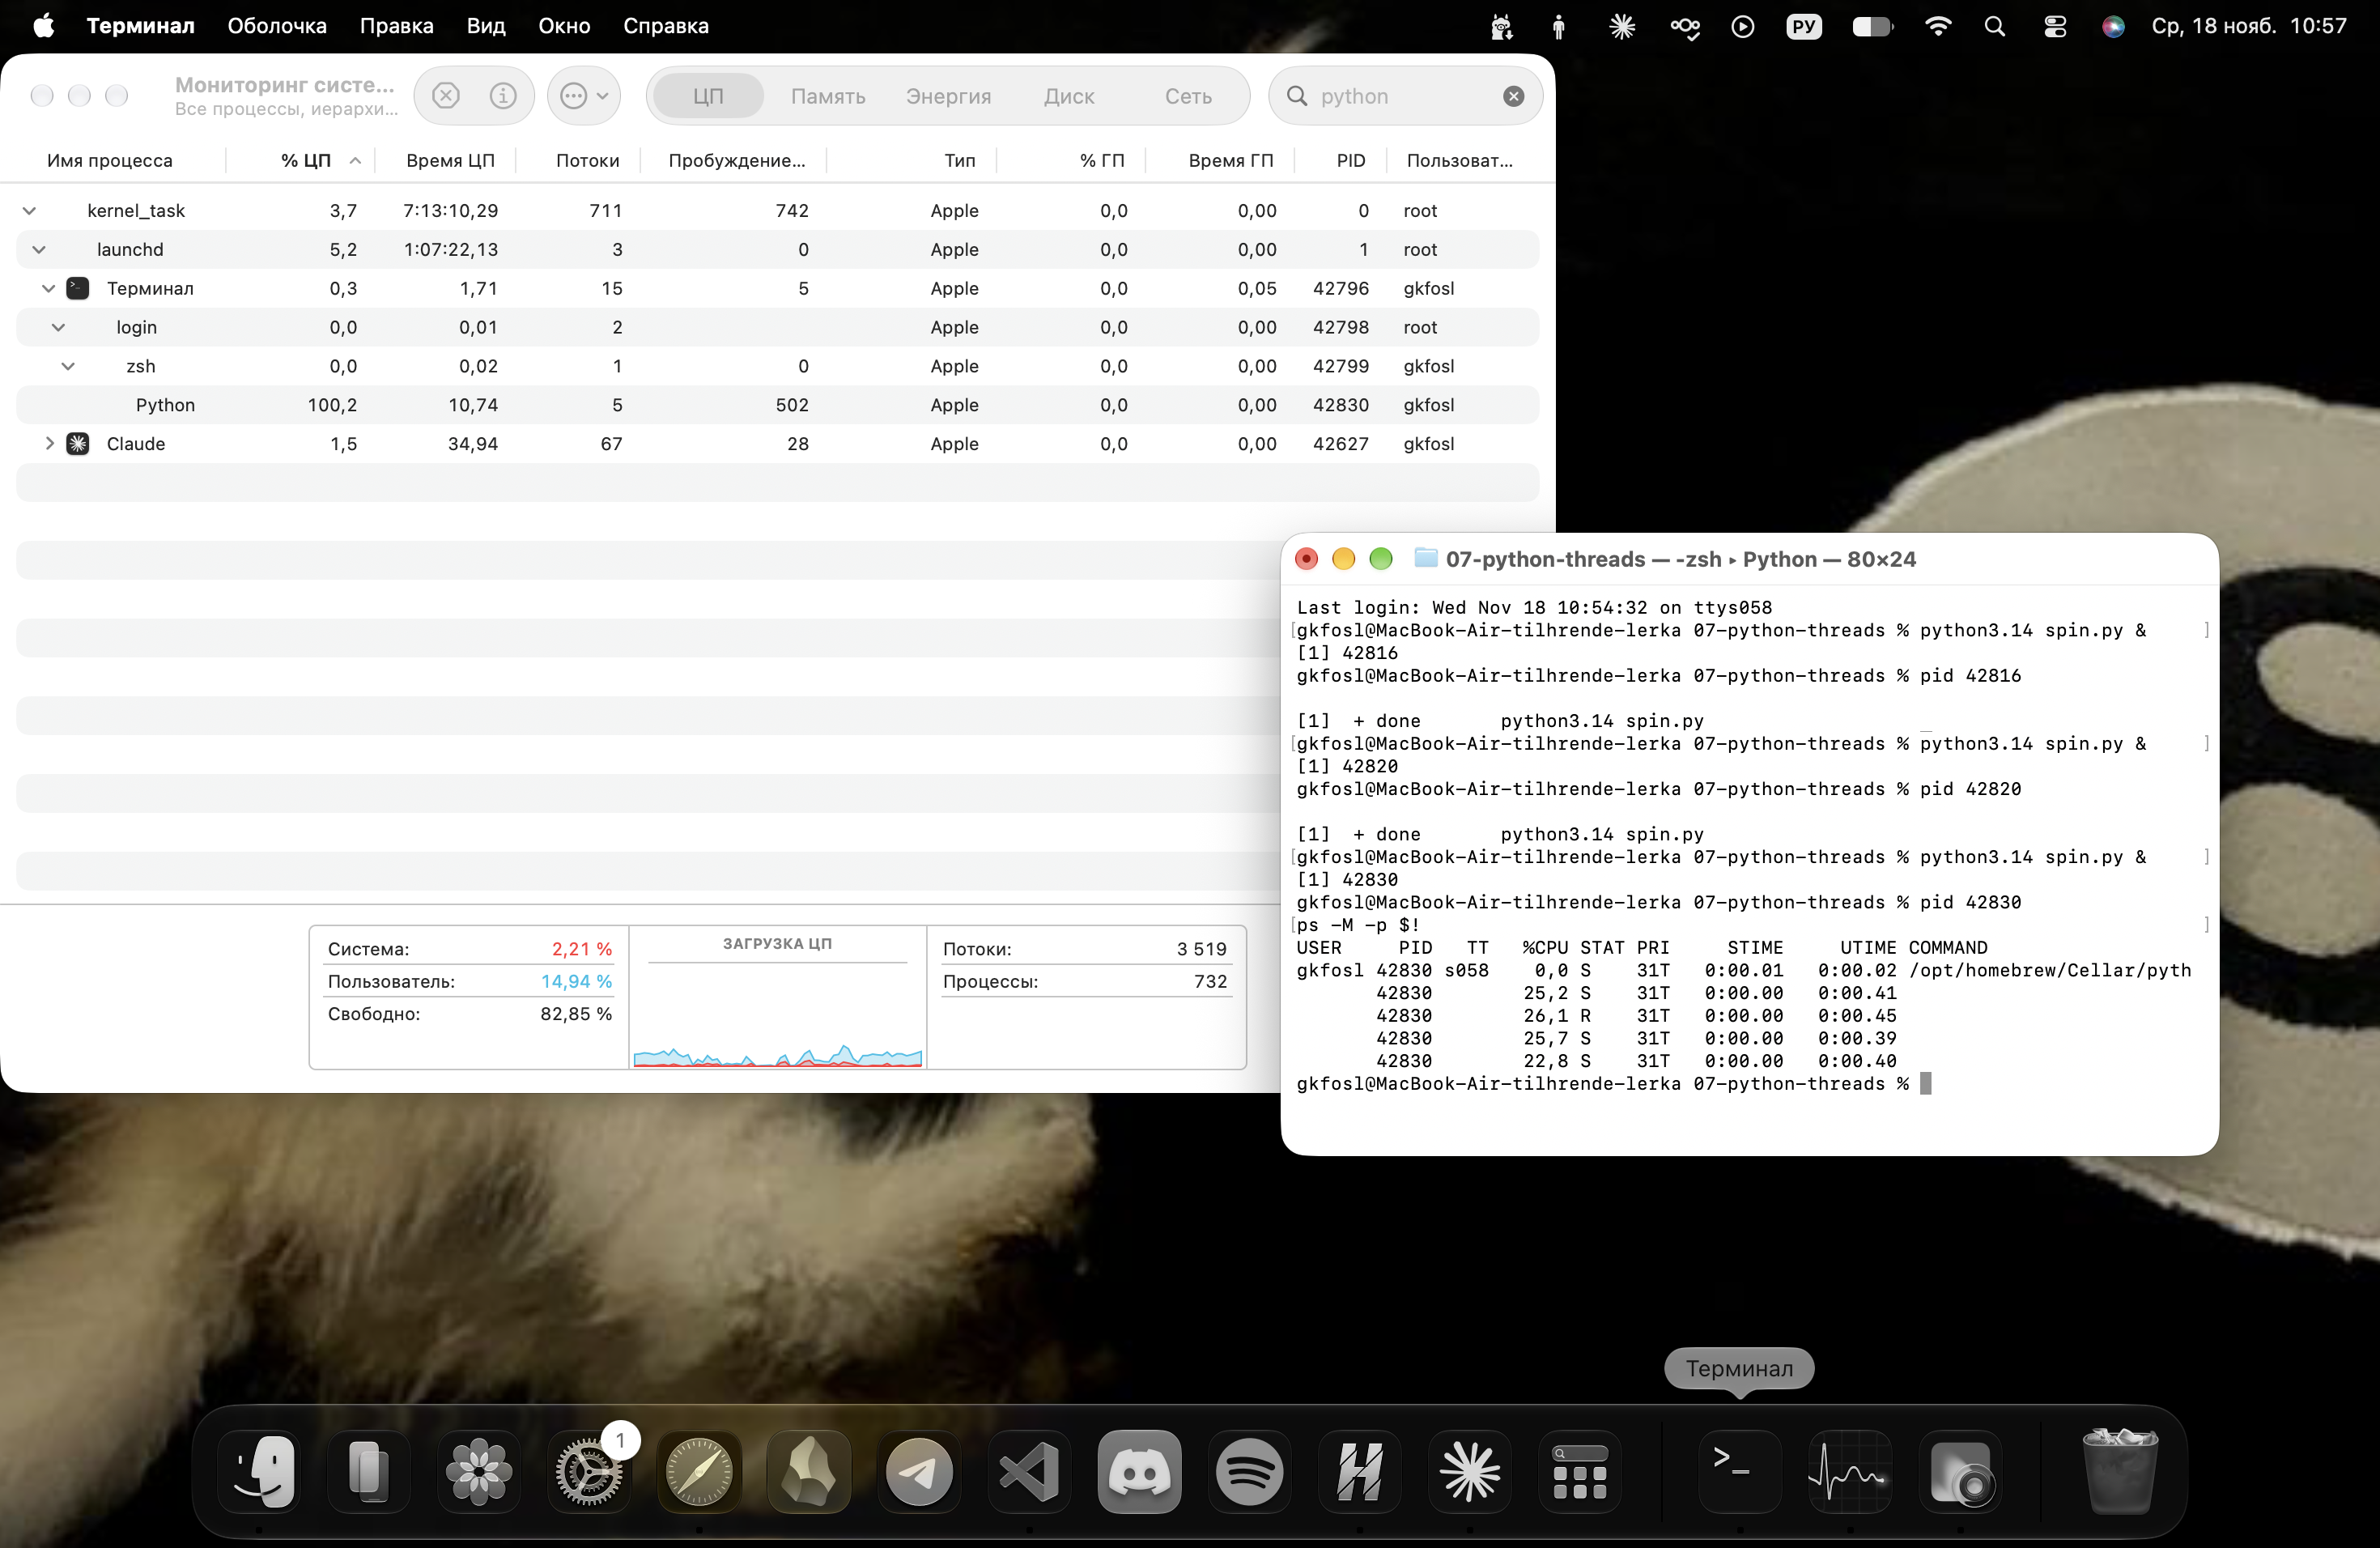 Терминал Оболочка Правка Вид Окно Справка РУ Ср, 18 нояб. 10:57
Мониторинг систе...
Все процессы, иерархи...
ЦП Память Энергия Диск Сеть python
Имя процесса % ЦП Время ЦП Потоки Пробуждение... Тип % ГП Время ГП PID Пользоват...
kernel_task 3,7 7:13:10,29 711 742 Apple 0,0 0,00 0 root
launchd 5,2 1:07:22,13 3 0 Apple 0,0 0,00 1 root
Терминал 0,3 1,71 15 5 Apple 0,0 0,05 42796 gkfosl
login 0,0 0,01 2 Apple 0,0 0,00 42798 root
zsh 0,0 0,02 1 0 Apple 0,0 0,00 42799 gkfosl
Python 100,2 10,74 5 502 Apple 0,0 0,00 42830 gkfosl
Claude 1,5 34,94 67 28 Apple 0,0 0,00 42627 gkfosl
Система: 2,21 %
Пользователь: 14,94 %
Свободно: 82,85 %
ЗАГРУЗКА ЦП
Потоки: 3 519
Процессы: 732
07-python-threads — -zsh ▸ Python — 80×24
Last login: Wed Nov 18 10:54:32 on ttys058
[gkfosl@MacBook-Air-tilhrende-lerka 07-python-threads % python3.14 spin.py & ]
[1] 42816
gkfosl@MacBook-Air-tilhrende-lerka 07-python-threads % pid 42816
[1]  + done       python3.14 spin.py
[gkfosl@MacBook-Air-tilhrende-lerka 07-python-threads % python3.14 spin.py & ]
[1] 42820
gkfosl@MacBook-Air-tilhrende-lerka 07-python-threads % pid 42820
[1]  + done       python3.14 spin.py
[gkfosl@MacBook-Air-tilhrende-lerka 07-python-threads % python3.14 spin.py & ]
[1] 42830
gkfosl@MacBook-Air-tilhrende-lerka 07-python-threads % pid 42830
[ps -M -p $! ]
USER     PID   TT   %CPU STAT PRI     STIME     UTIME COMMAND
gkfosl 42830 s058    0,0 S    31T   0:00.01   0:00.02 /opt/homebrew/Cellar/pyth
       42830        25,2 S    31T   0:00.00   0:00.41
       42830        26,1 R    31T   0:00.00   0:00.45
       42830        25,7 S    31T   0:00.00   0:00.39
       42830        22,8 S    31T   0:00.00   0:00.40
gkfosl@MacBook-Air-tilhrende-lerka 07-python-threads %
Терминал
1